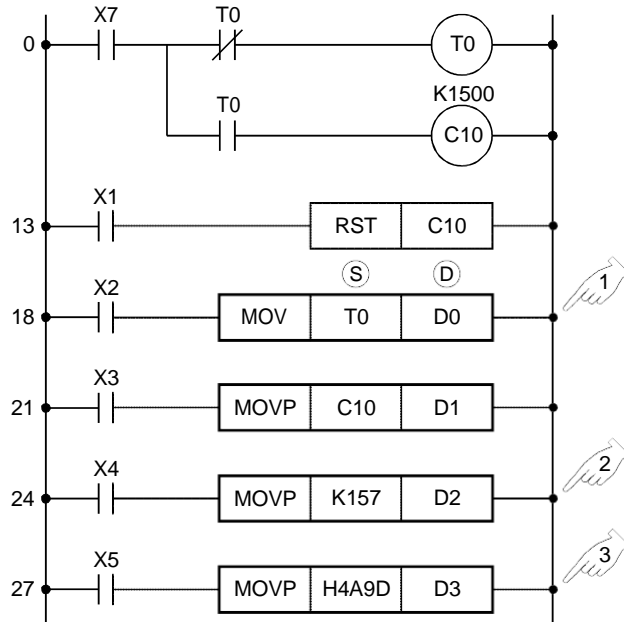 X7 T0
0 T0
K1500
T0 C10
X1
13 RST C10
S D
X2 1
18 MOV T0 D0
X3
21 MOVP C10 D1
X4 2
24 MOVP K157 D2
X5 3
27 MOVP H4A9D D3